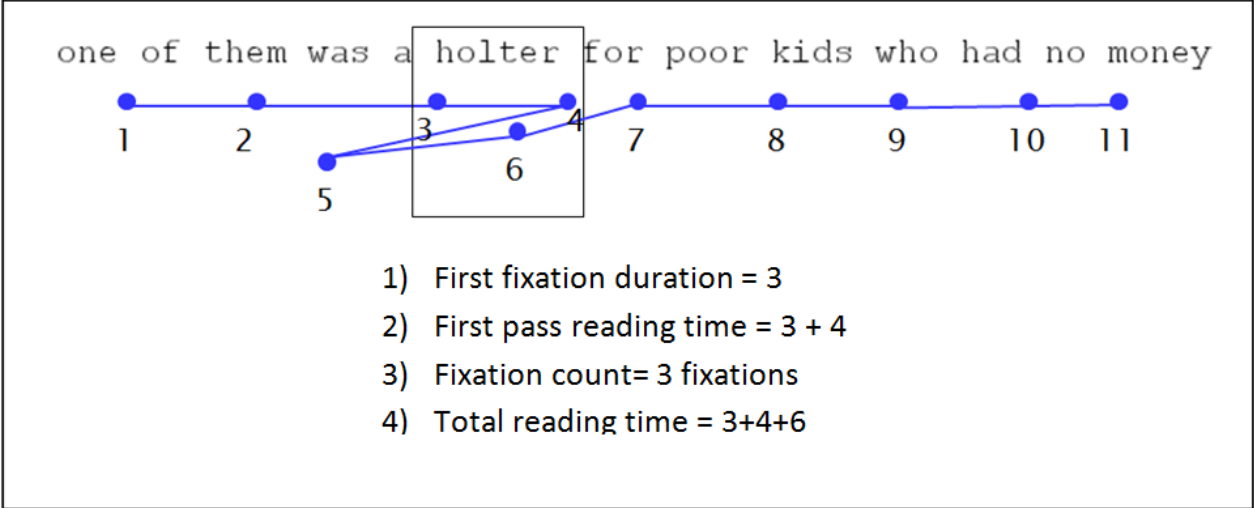 one of them was a holter for poor kids who had no money
1 2 3 4 5 6 7 8 9 10 11
1) First fixation duration = 3
2) First pass reading time = 3 + 4
3) Fixation count= 3 fixations
4) Total reading time = 3+4+6